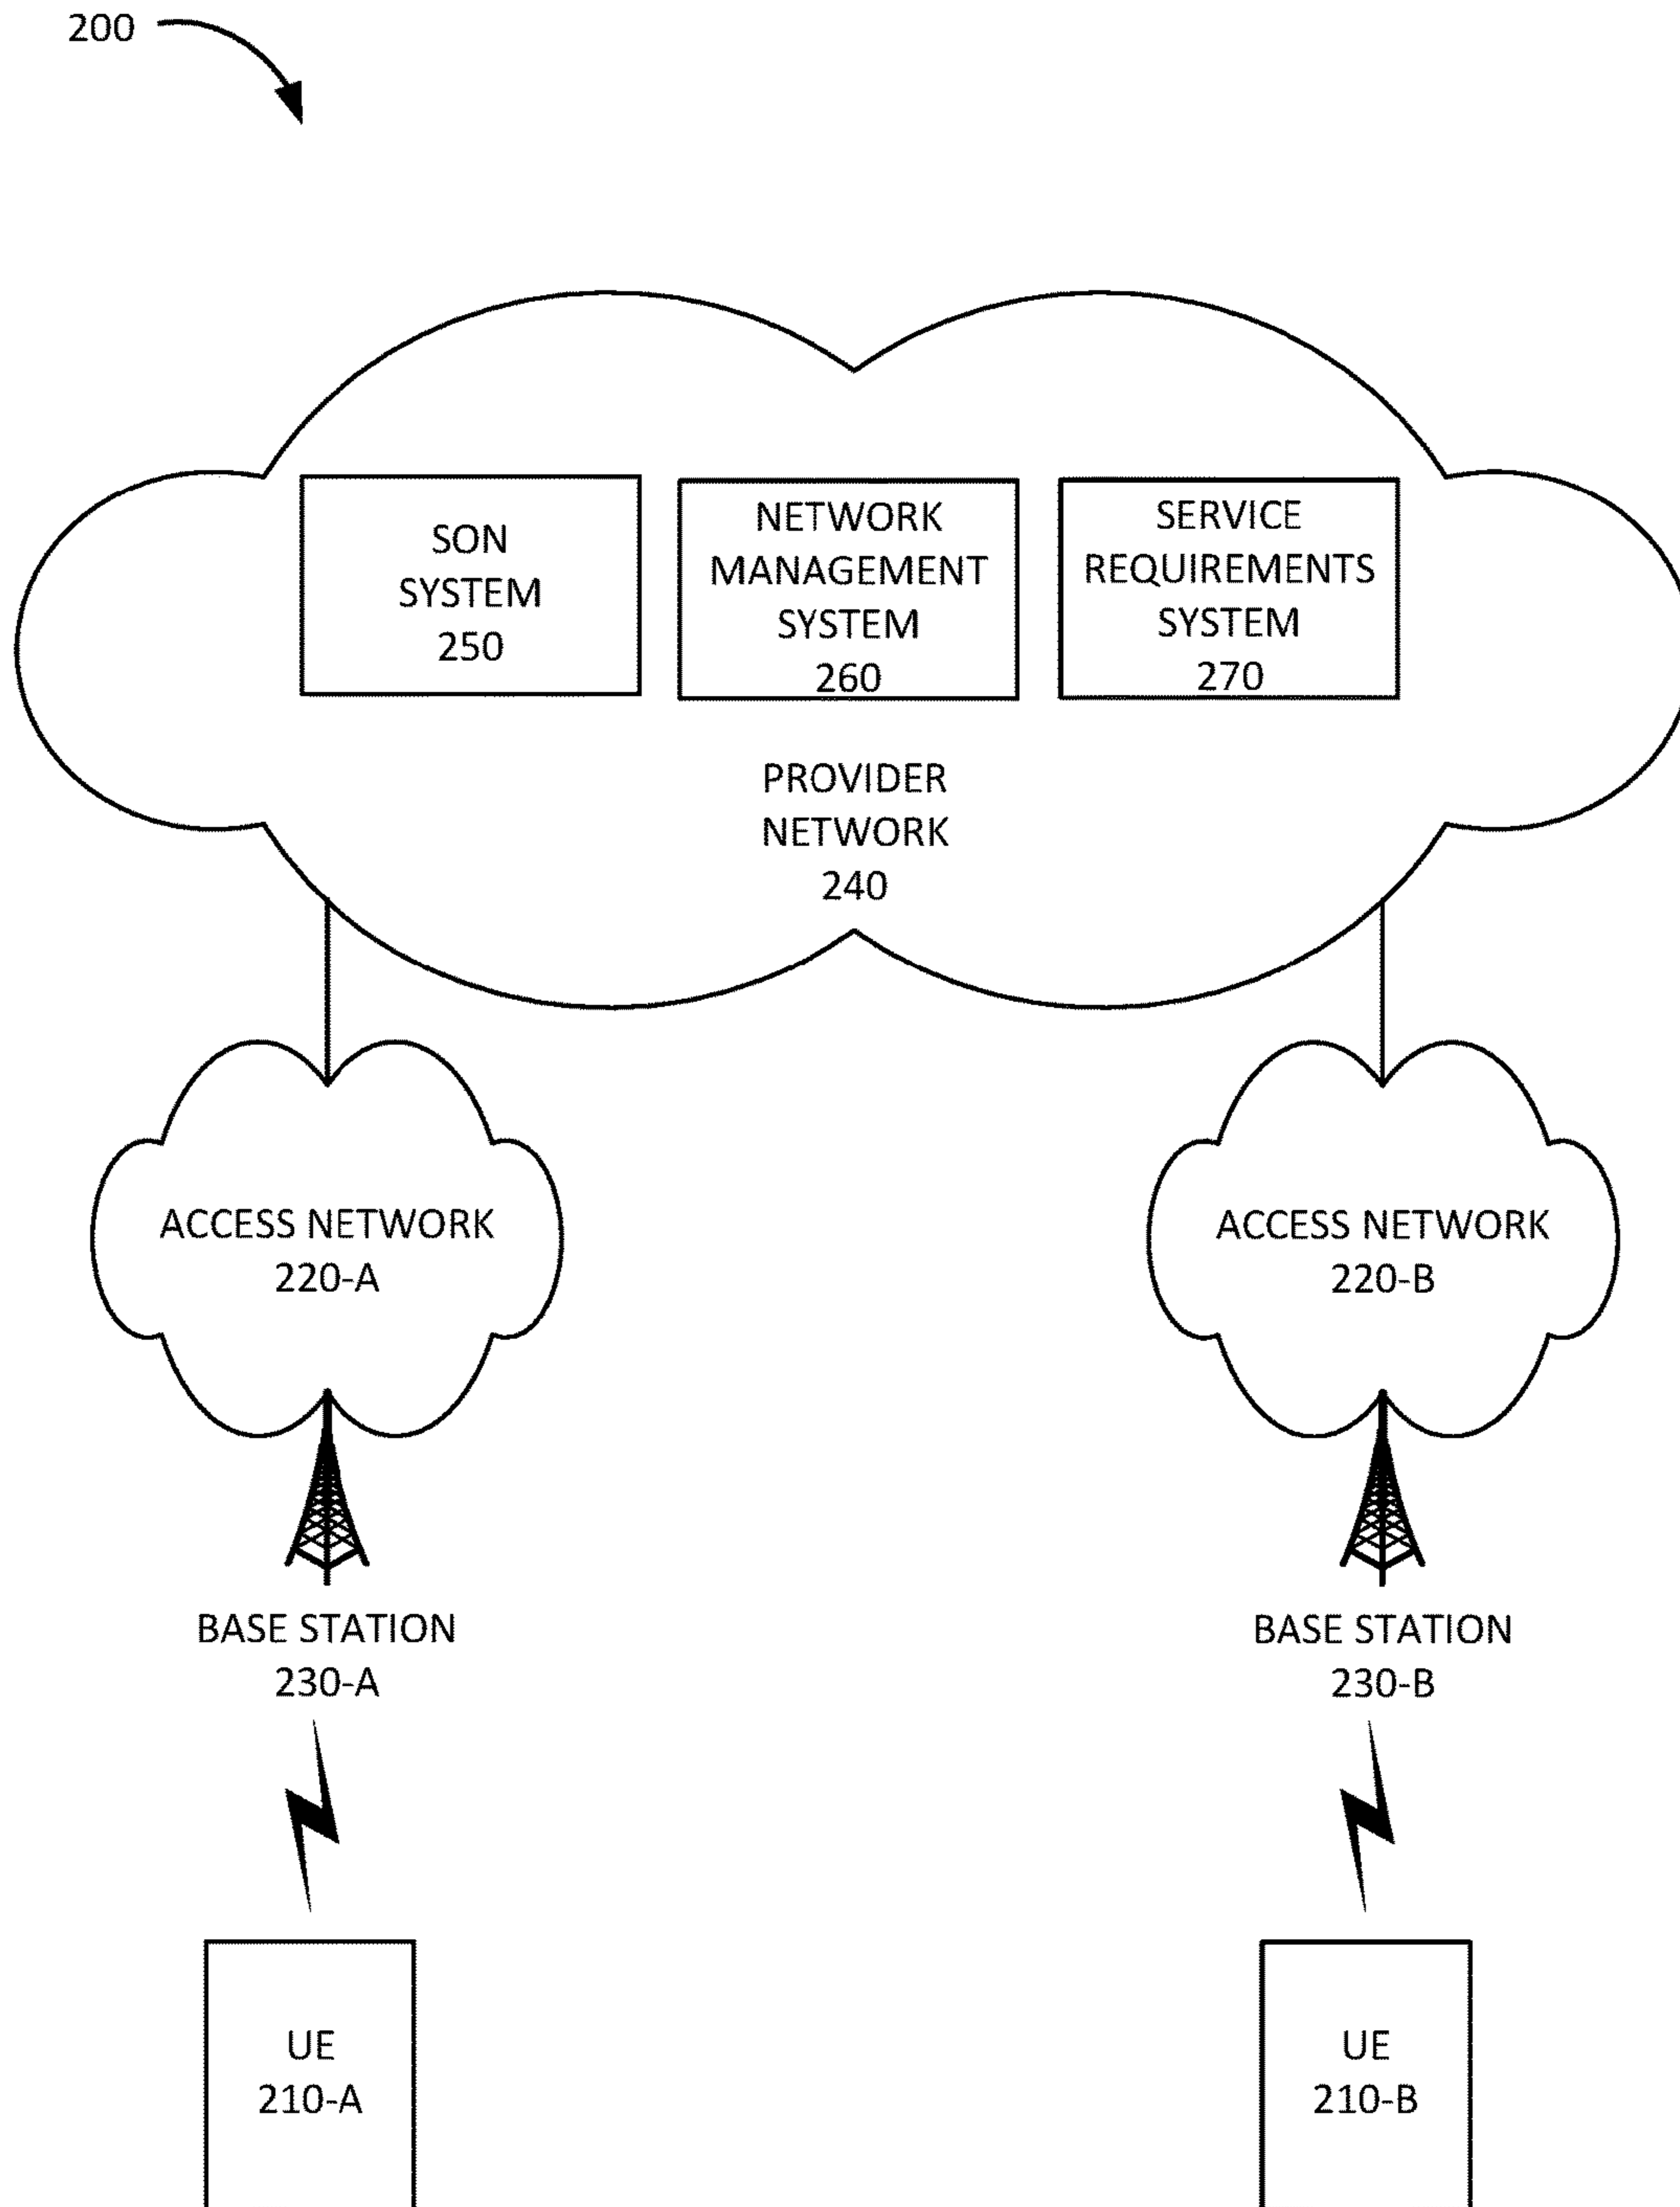 200
SON
SYSTEM
250
NETWORK
MANAGEMENT
SYSTEM
260
SERVICE
REQUIREMENTS
SYSTEM
270
PROVIDER
NETWORK
240
ACCESS NETWORK
220-A
ACCESS NETWORK
220-B
BASE STATION
230-A
BASE STATION
230-B
UE
210-A
UE
210-B